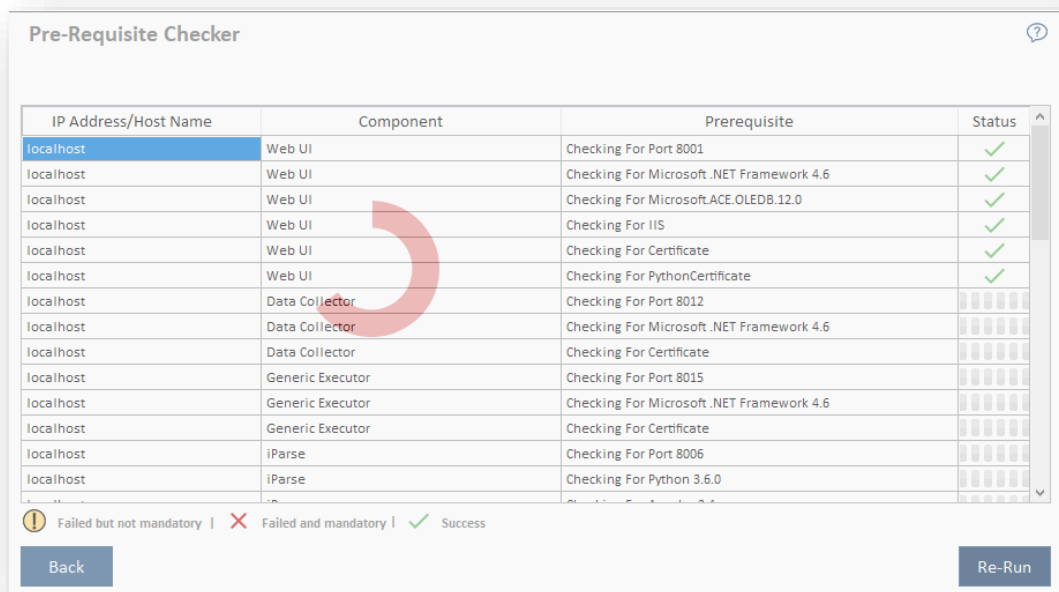 Pre-Requisite Checker
IP Address/Host Name Component Prerequisite Status
localhost Web UI Checking For Port 8001
localhost Web UI Checking For Microsoft .NET Framework 4.6
localhost Web UI Checking For Microsoft.ACE.OLEDB.12.0
localhost Web UI Checking For IIS
localhost Web UI Checking For Certificate
localhost Web UI Checking For PythonCertificate
localhost Data Collector Checking For Port 8012
localhost Data Collector Checking For Microsoft .NET Framework 4.6
localhost Data Collector Checking For Certificate
localhost Generic Executor Checking For Port 8015
localhost Generic Executor Checking For Microsoft .NET Framework 4.6
localhost Generic Executor Checking For Certificate
localhost iParse Checking For Port 8006
localhost iParse Checking For Python 3.6.0
Failed but not mandatory | Failed and mandatory | Success
Back Re-Run